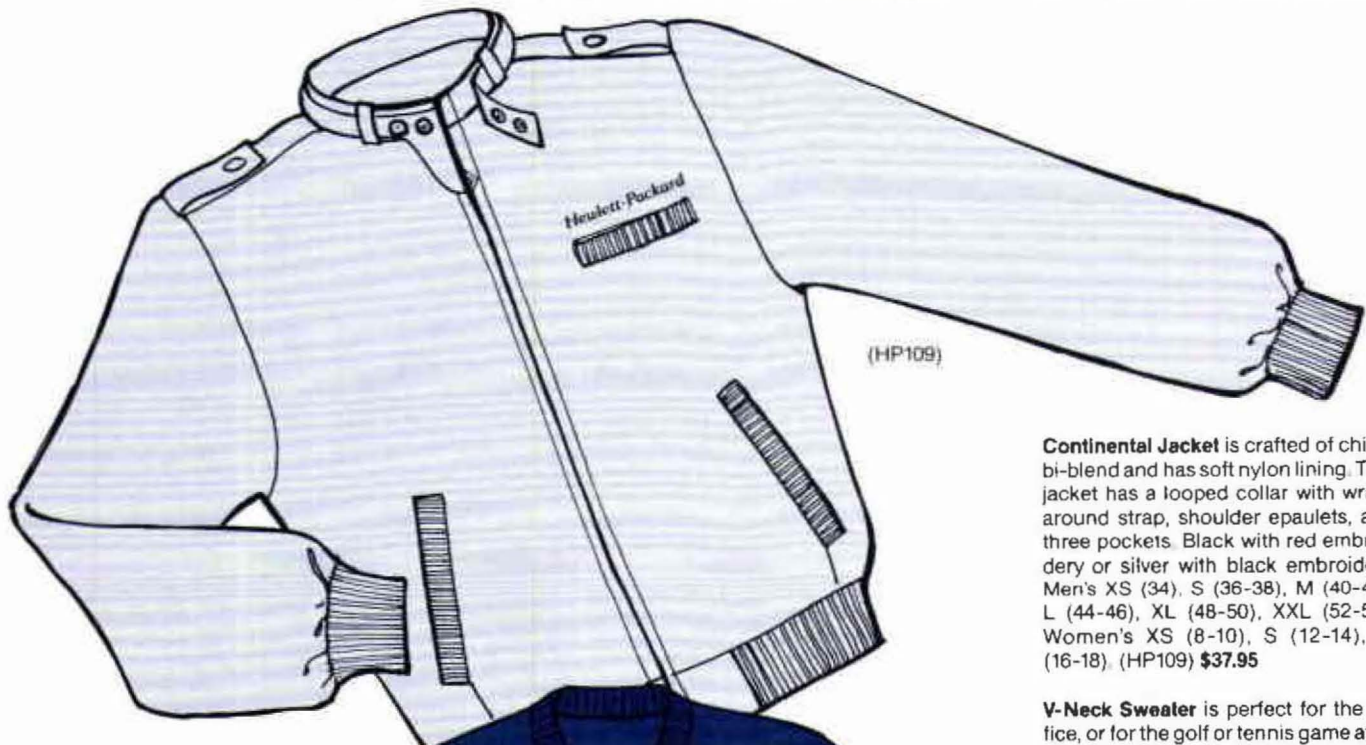 Hewlett-Packard
(HP109)
Continental Jacket is crafted of chi
bi-blend and has soft nylon lining. T
jacket has a looped collar with wr
around strap, shoulder epaulets, a
three pockets. Black with red embr
dery or silver with black embroid
Men's XS (34), S (36-38), M (40-4
L (44-46), XL (48-50), XXL (52-5
Women's XS (8-10), S (12-14),
(16-18). (HP109) $37.95
V-Neck Sweater is perfect for the
fice, or for the golf or tennis game a